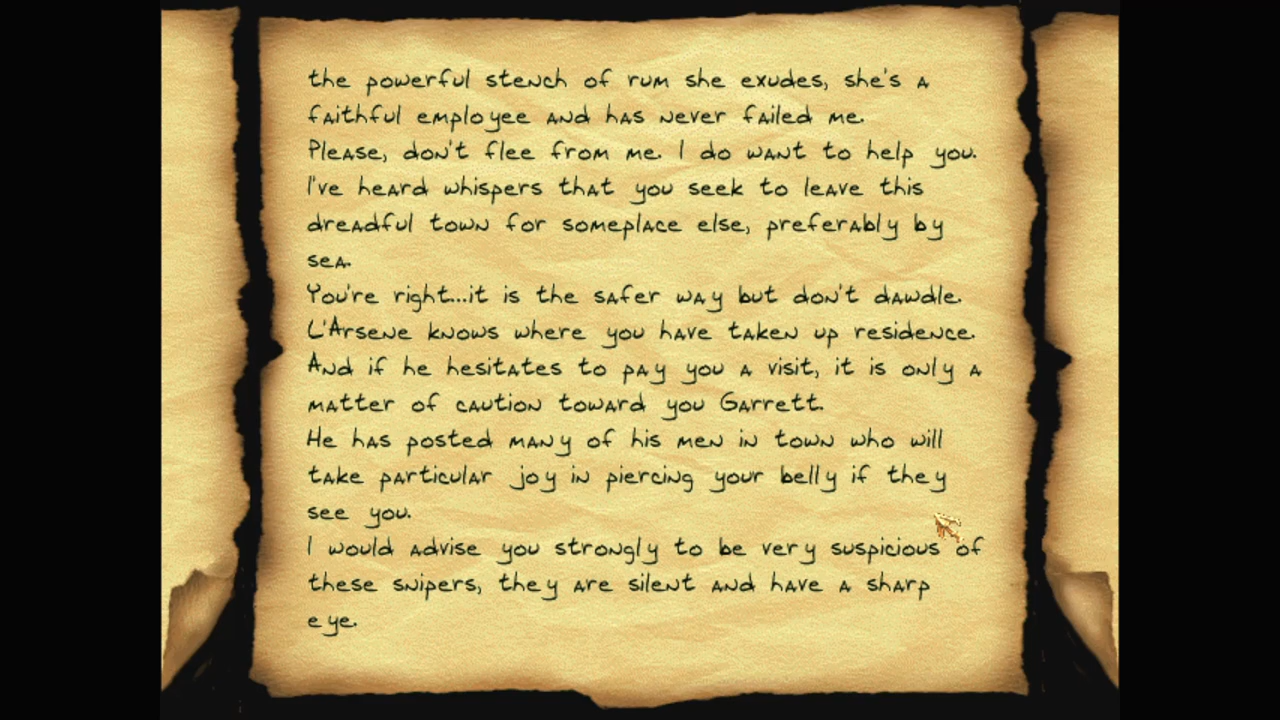 the powerful stench of rum she exudes, she's a
faithful employee and has never failed me.
Please, don't flee from me. I do want to help you.
I've heard whispers that you seek to leave this
dreadful town for someplace else, preferably by
sea.
You're right...it is the safer way but don't dawdle.
L'Arsene knows where you have taken up residence.
And if he hesitates to pay you a visit, it is only a
matter of caution toward you Garrett.
He has posted many of his men in town who will
take particular joy in piercing your belly if they
see you.
I would advise you strongly to be very suspicious of
these snipers, they are silent and have a sharp
eye.